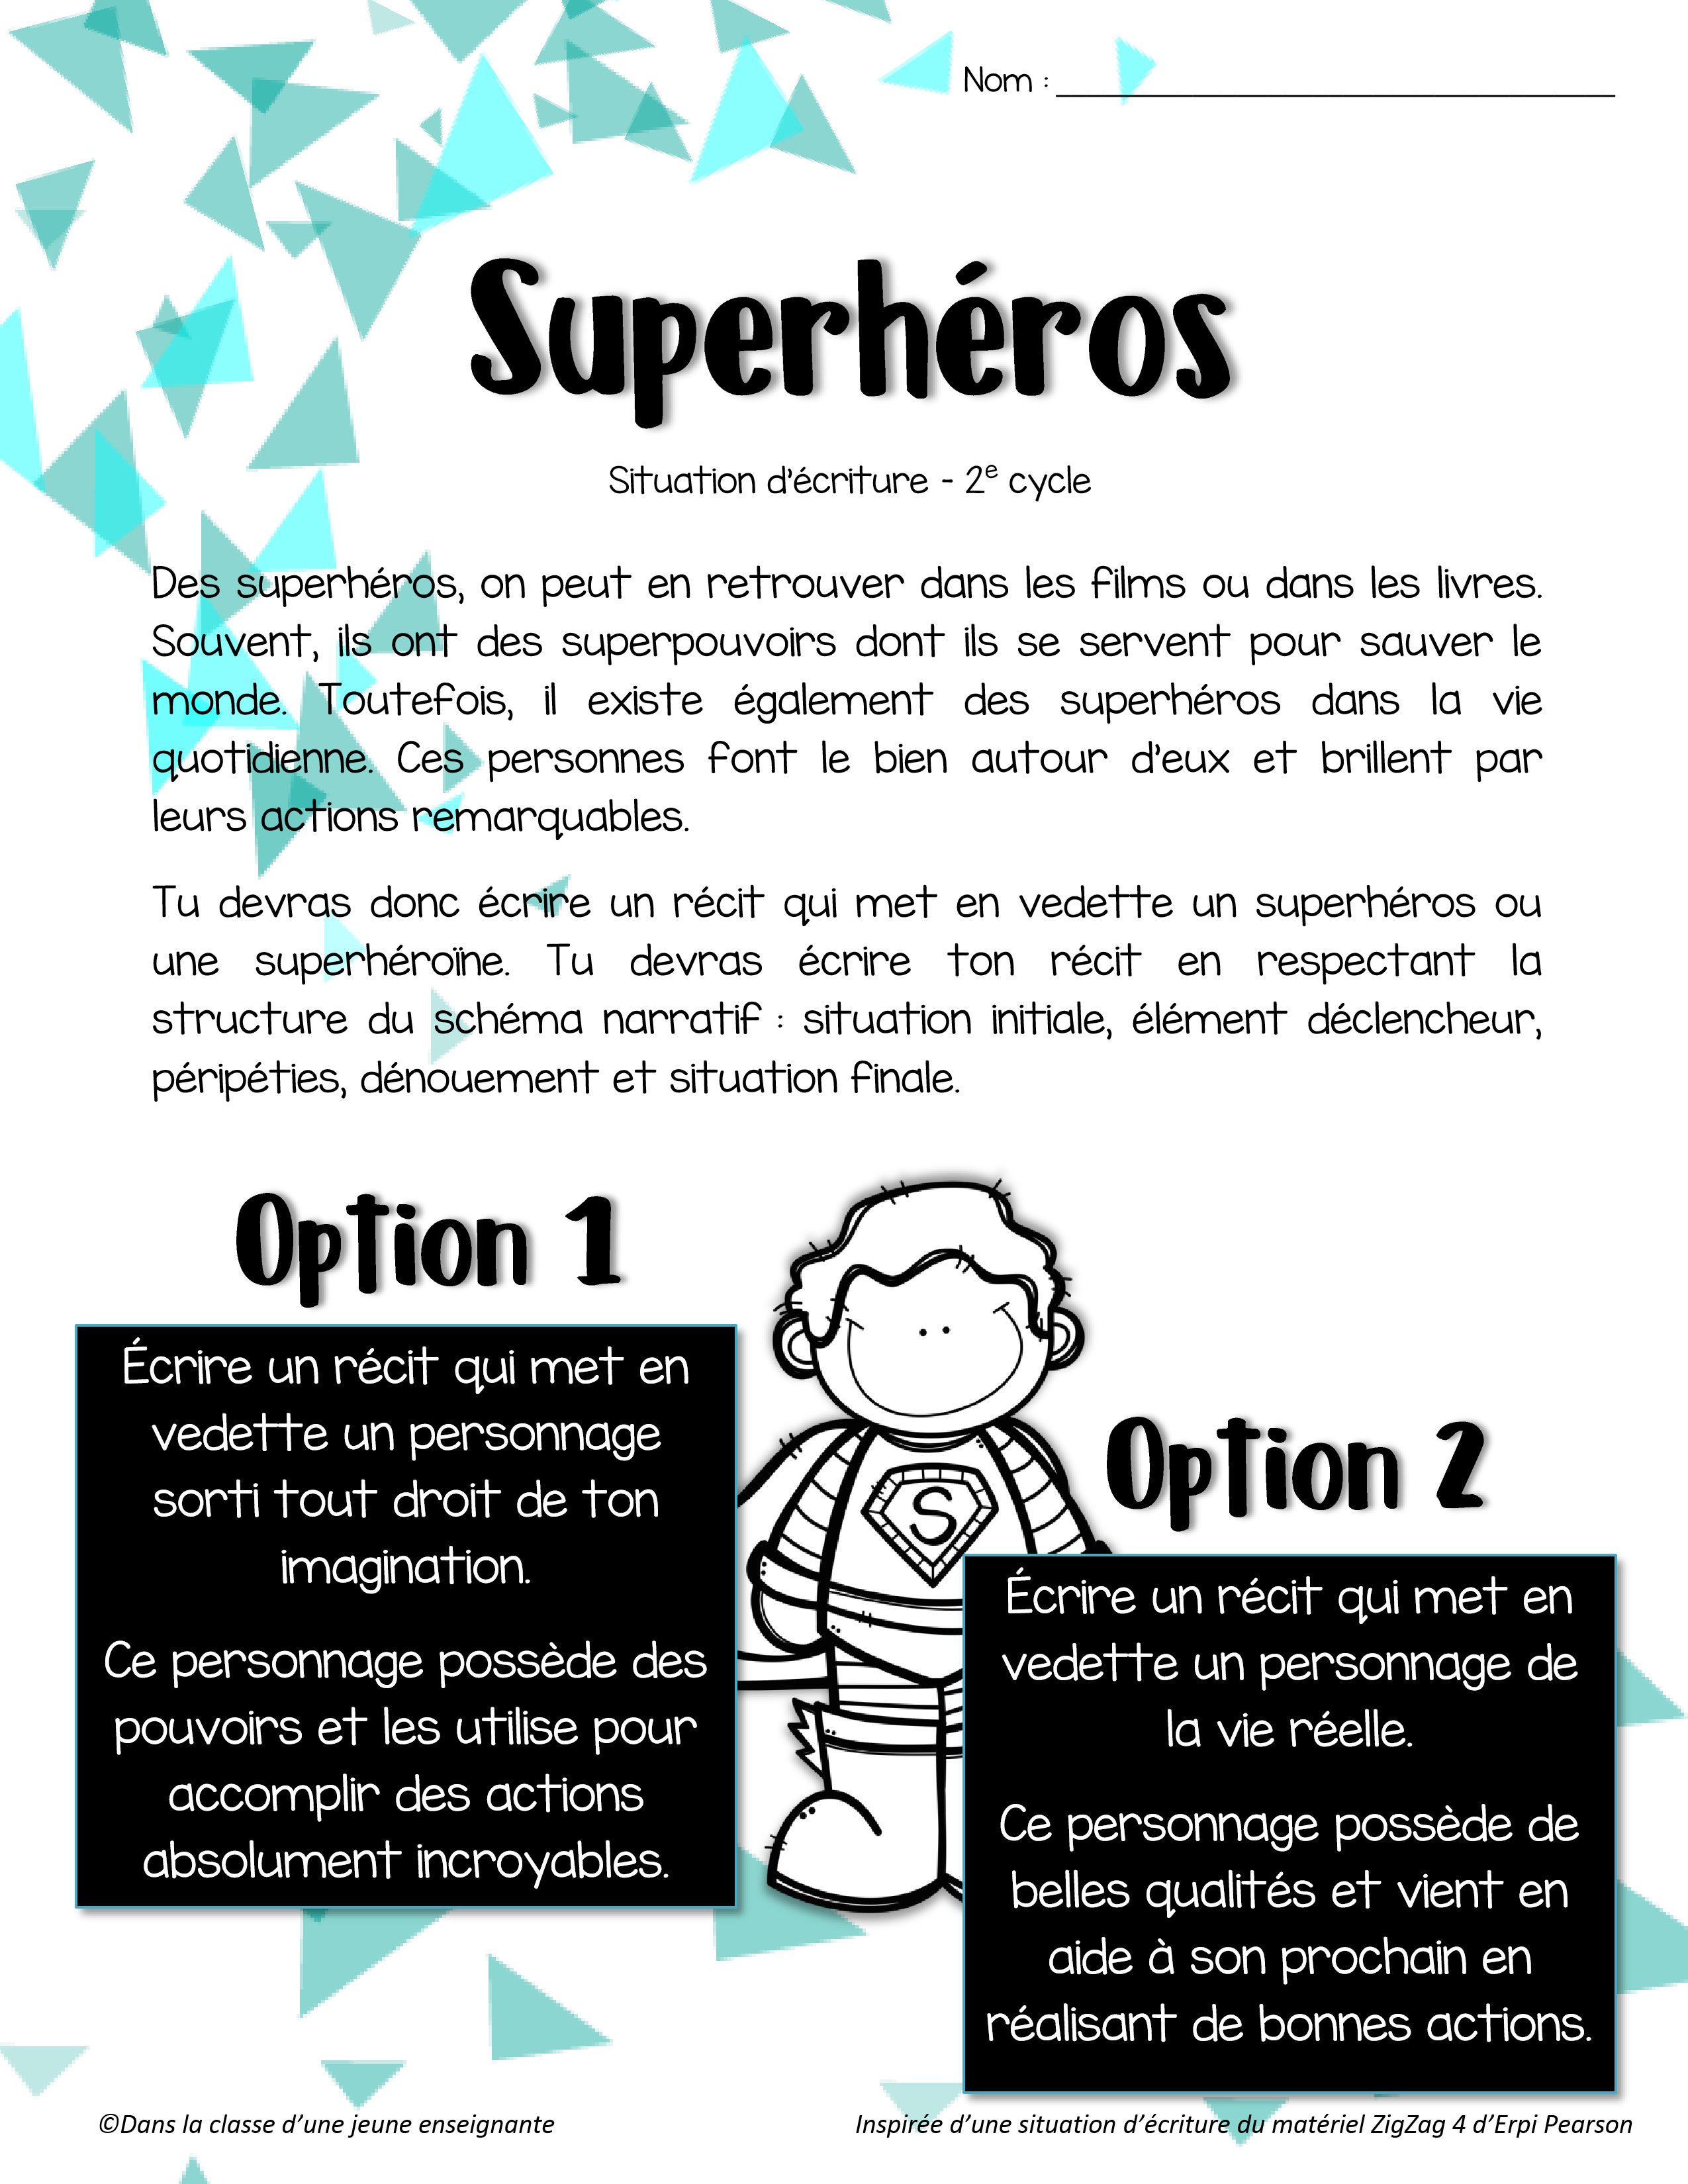 Nom : ______________________________
Superhéros
Situation d'écriture - 2e cycle
Des superhéros, on peut en retrouver dans les films ou dans les livres.
Souvent, ils ont des superpouvoirs dont ils se servent pour sauver le
monde. Toutefois, il existe également des superhéros dans la vie
quotidienne. Ces personnes font le bien autour d'eux et brillent par
leurs actions remarquables.
Tu devras donc écrire un récit qui met en vedette un superhéros ou
une superhéroïne. Tu devras écrire ton récit en respectant la
structure du schéma narratif : situation initiale, élément déclencheur,
péripéties, dénouement et situation finale.
Option 1
Écrire un récit qui met en
vedette un personnage
sorti tout droit de ton
imagination.
Ce personnage possède des
pouvoirs et les utilise pour
accomplir des actions
absolument incroyables.
S
Option 2
Écrire un récit qui met en
vedette un personnage de
la vie réelle.
Ce personnage possède de
belles qualités et vient en
aide à son prochain en
réalisant de bonnes actions.
©Dans la classe d'une jeune enseignante
Inspirée d'une situation d'écriture du matériel ZigZag 4 d'Erpi Pearson